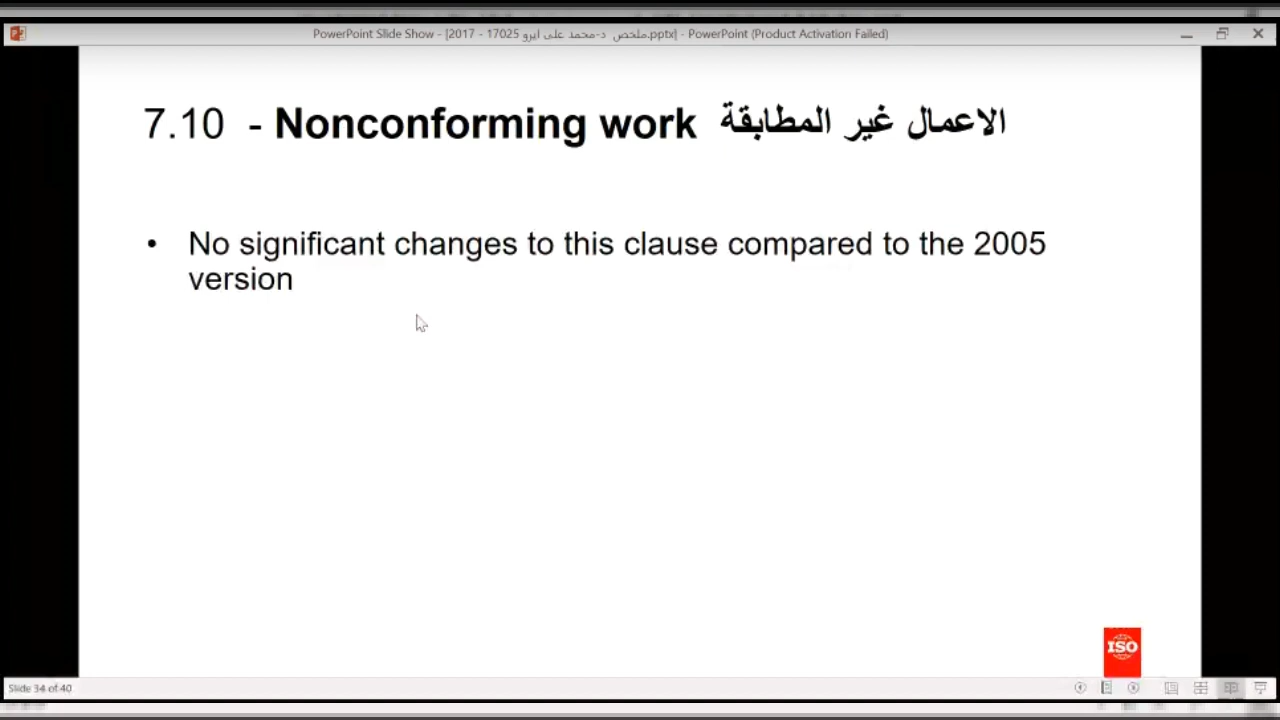 PowerPoint Slide Show - [2017 - 17025 ملخص د-محمد على ابرو.pptx] - PowerPoint (Product Activation Failed)
7.10 - Nonconforming work الاعمال غير المطابقة
• No significant changes to this clause compared to the 2005
version
ISO
Slide 34 of 40